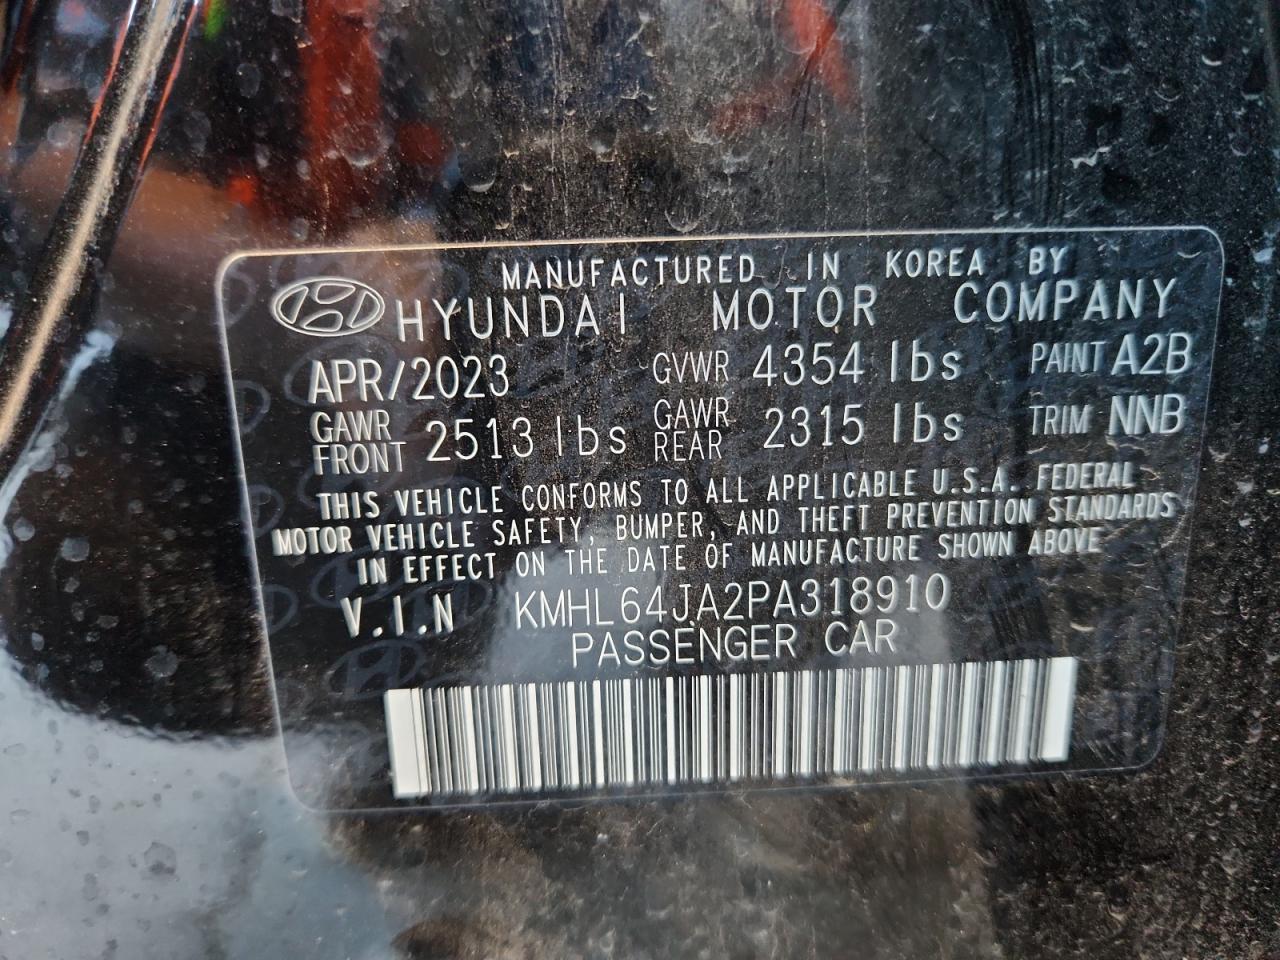 MANUFACTURED IN KOREA BY
HYUNDAI MOTOR COMPANY
APR/2023 GVWR 4354 lbs PAINT A2B
GAWR FRONT 2513 lbs GAWR REAR 2315 lbs TRIM NNB
THIS VEHICLE CONFORMS TO ALL APPLICABLE U.S.A. FEDERAL
MOTOR VEHICLE SAFETY, BUMPER, AND THEFT PREVENTION STANDARDS
IN EFFECT ON THE DATE OF MANUFACTURE SHOWN ABOVE
V.I.N KMHL64JA2PA318910
PASSENGER CAR